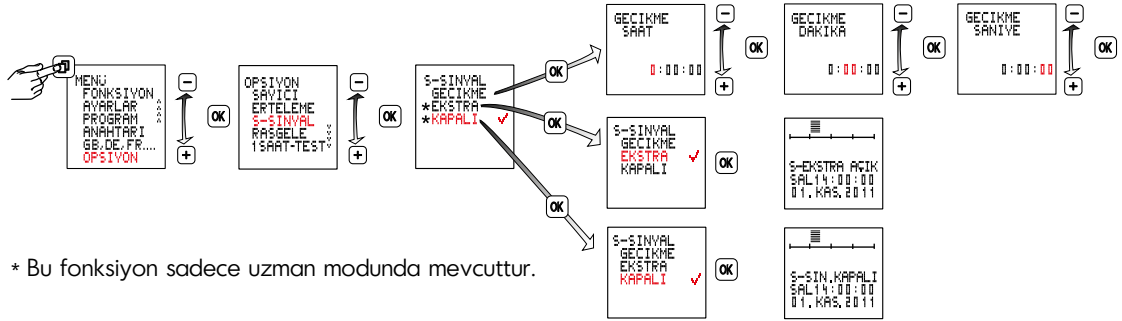 MENü
FONKSIYON
AYARLAR
PROGRAM
ANAHTARI
GB,DE,FR....
OPSIYON
−
+
OK
OPSIYON
SAYICI
ERTELEME
S-SINYAL
RASGELE
1SAAT-TEST
−
+
OK
S-SINYAL
GECIKME
*EKSTRA
*KAPALI ✓
OK
OK
OK
GECIKME
SAAT
0:00:00
−
+
OK
GECIKME
DAKIKA
0:00:00
−
+
OK
GECIKME
SANIYE
0:00:00
−
+
OK
S-SINYAL
GECIKME
EKSTRA ✓
KAPALI
OK
S-EKSTRA AÇIK
SAL14:00:00
01.KAS.2011
S-SINYAL
GECIKME
EKSTRA
KAPALI ✓
OK
S-SIN.KAPALI
SAL14:00:00
01.KAS.2011
* Bu fonksiyon sadece uzman modunda mevcuttur.